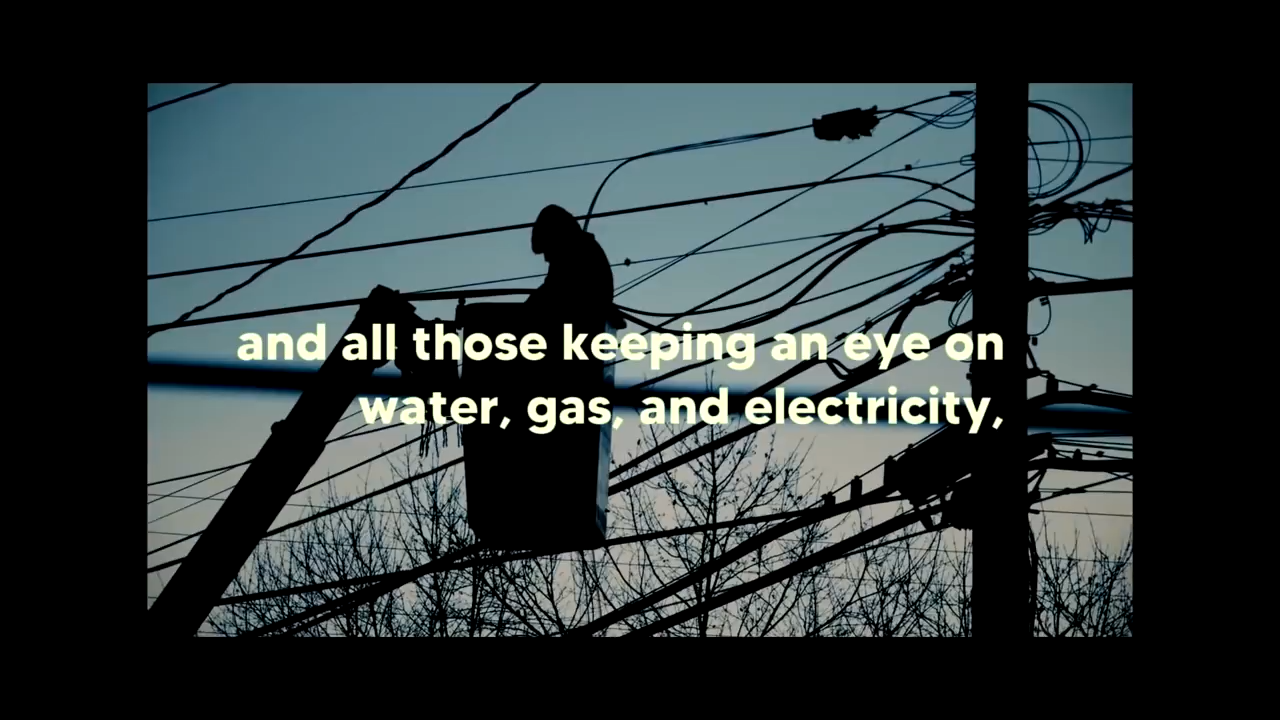 and all those keeping an eye on
water, gas, and electricity,